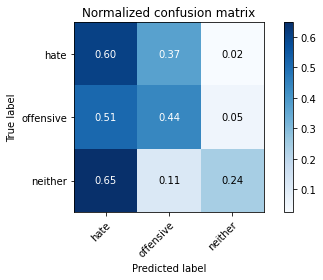 Normalized confusion matrix
True label
hate
0.60 0.37 0.02
offensive
0.51 0.44 0.05
neither
0.65 0.11 0.24
hate offensive neither
Predicted label
0.6
0.5
0.4
0.3
0.2
0.1